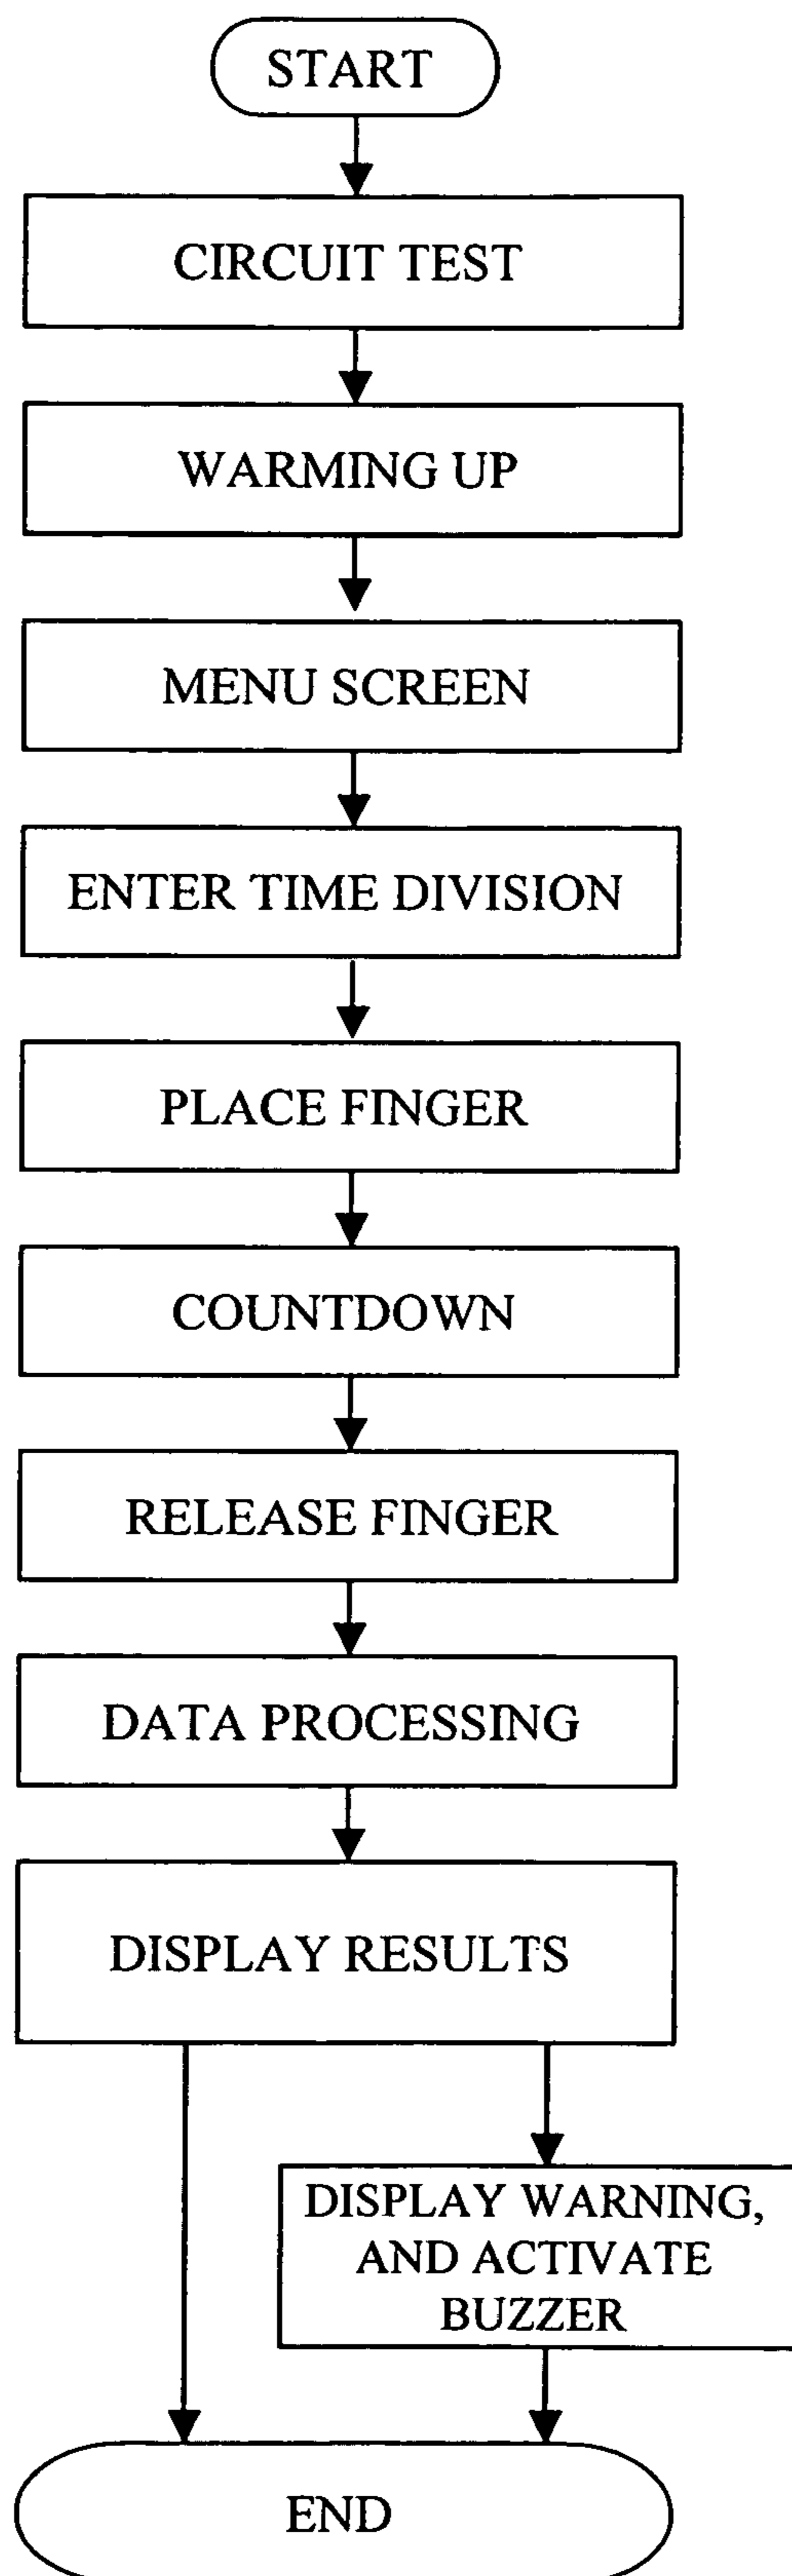 START
CIRCUIT TEST
WARMING UP
MENU SCREEN
ENTER TIME DIVISION
PLACE FINGER
COUNTDOWN
RELEASE FINGER
DATA PROCESSING
DISPLAY RESULTS
DISPLAY WARNING,
AND ACTIVATE
BUZZER
END